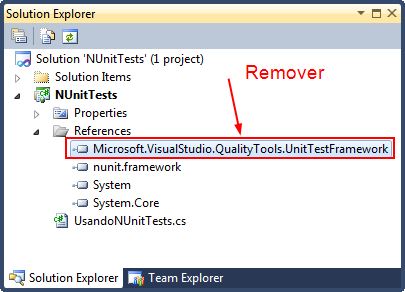 Solution Explorer
Solution 'NUnitTests' (1 project)
Solution Items
Remover
NUnitTests
Properties
References
Microsoft.VisualStudio.QualityTools.UnitTestFramework
nunit.framework
System
System.Core
UsandoNUnitTests.cs
Solution Explorer
Team Explorer